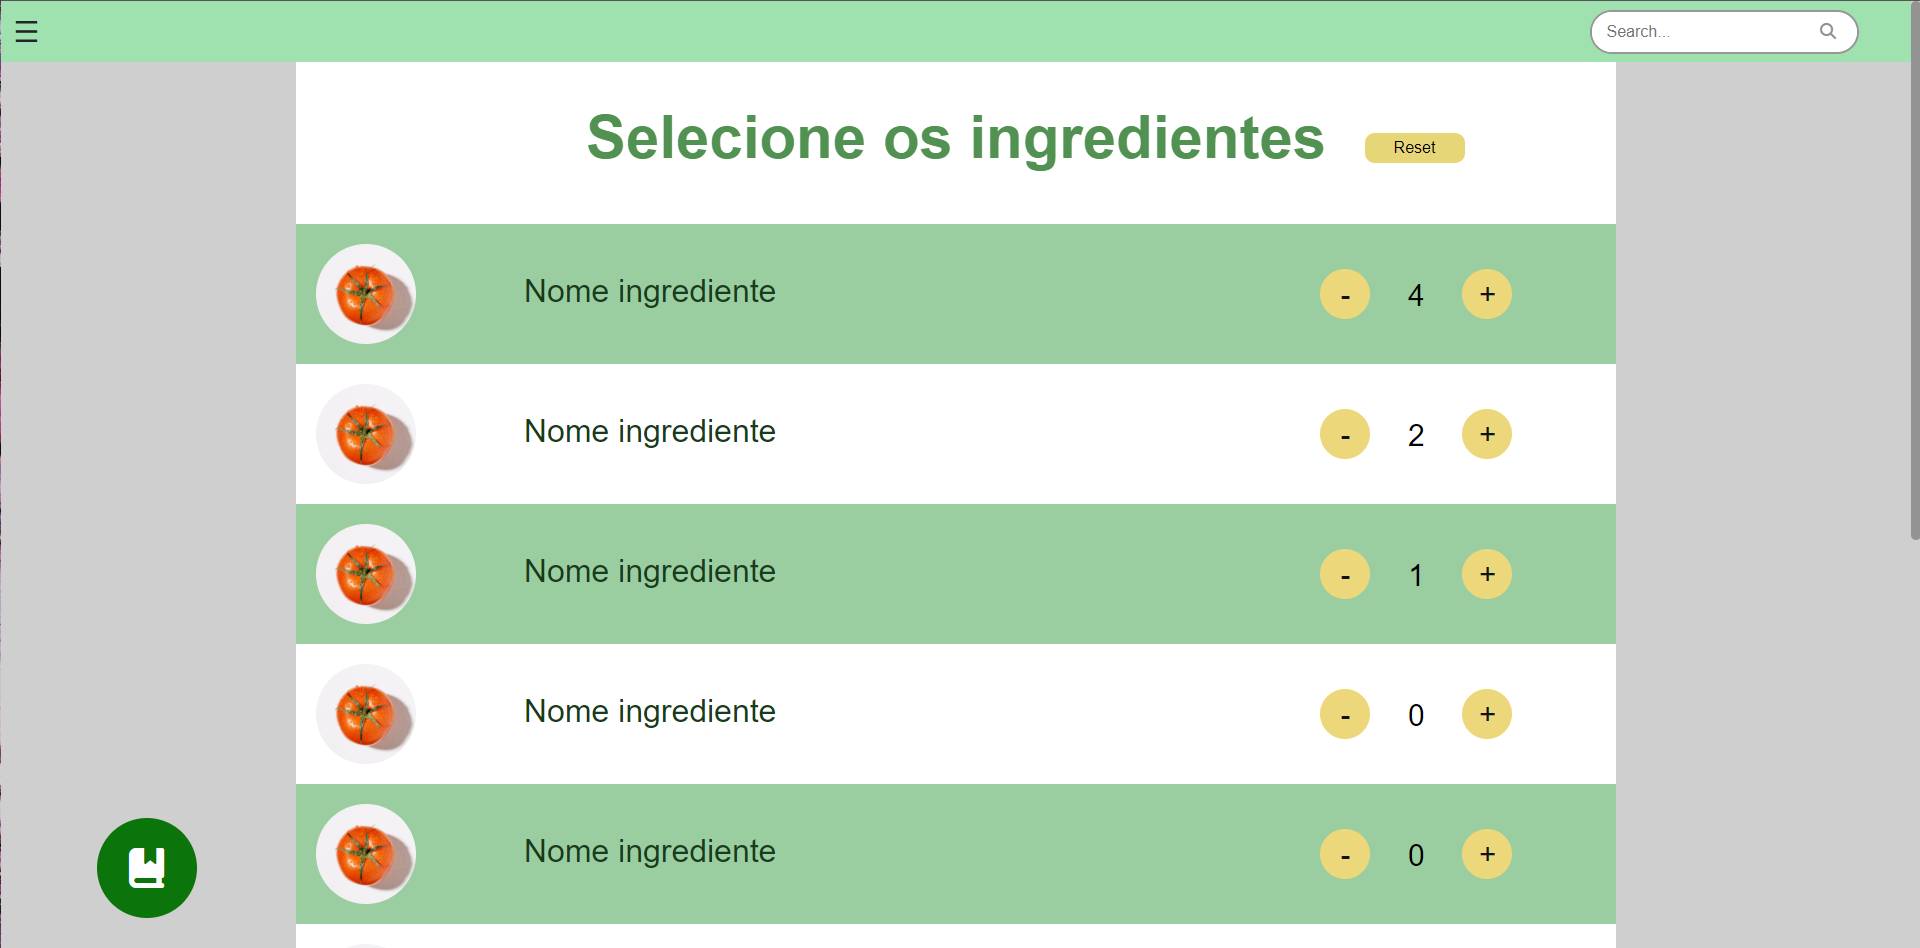 ☰ Search...
Selecione os ingredientes Reset
Nome ingrediente - 4 +
Nome ingrediente - 2 +
Nome ingrediente - 1 +
Nome ingrediente - 0 +
Nome ingrediente - 0 +